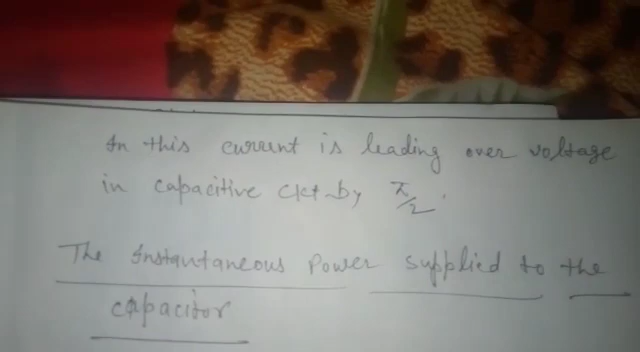 In this current is leading over voltage
in capacitive ckt by π/2.
The Instantaneous Power supplied to the
capacitor